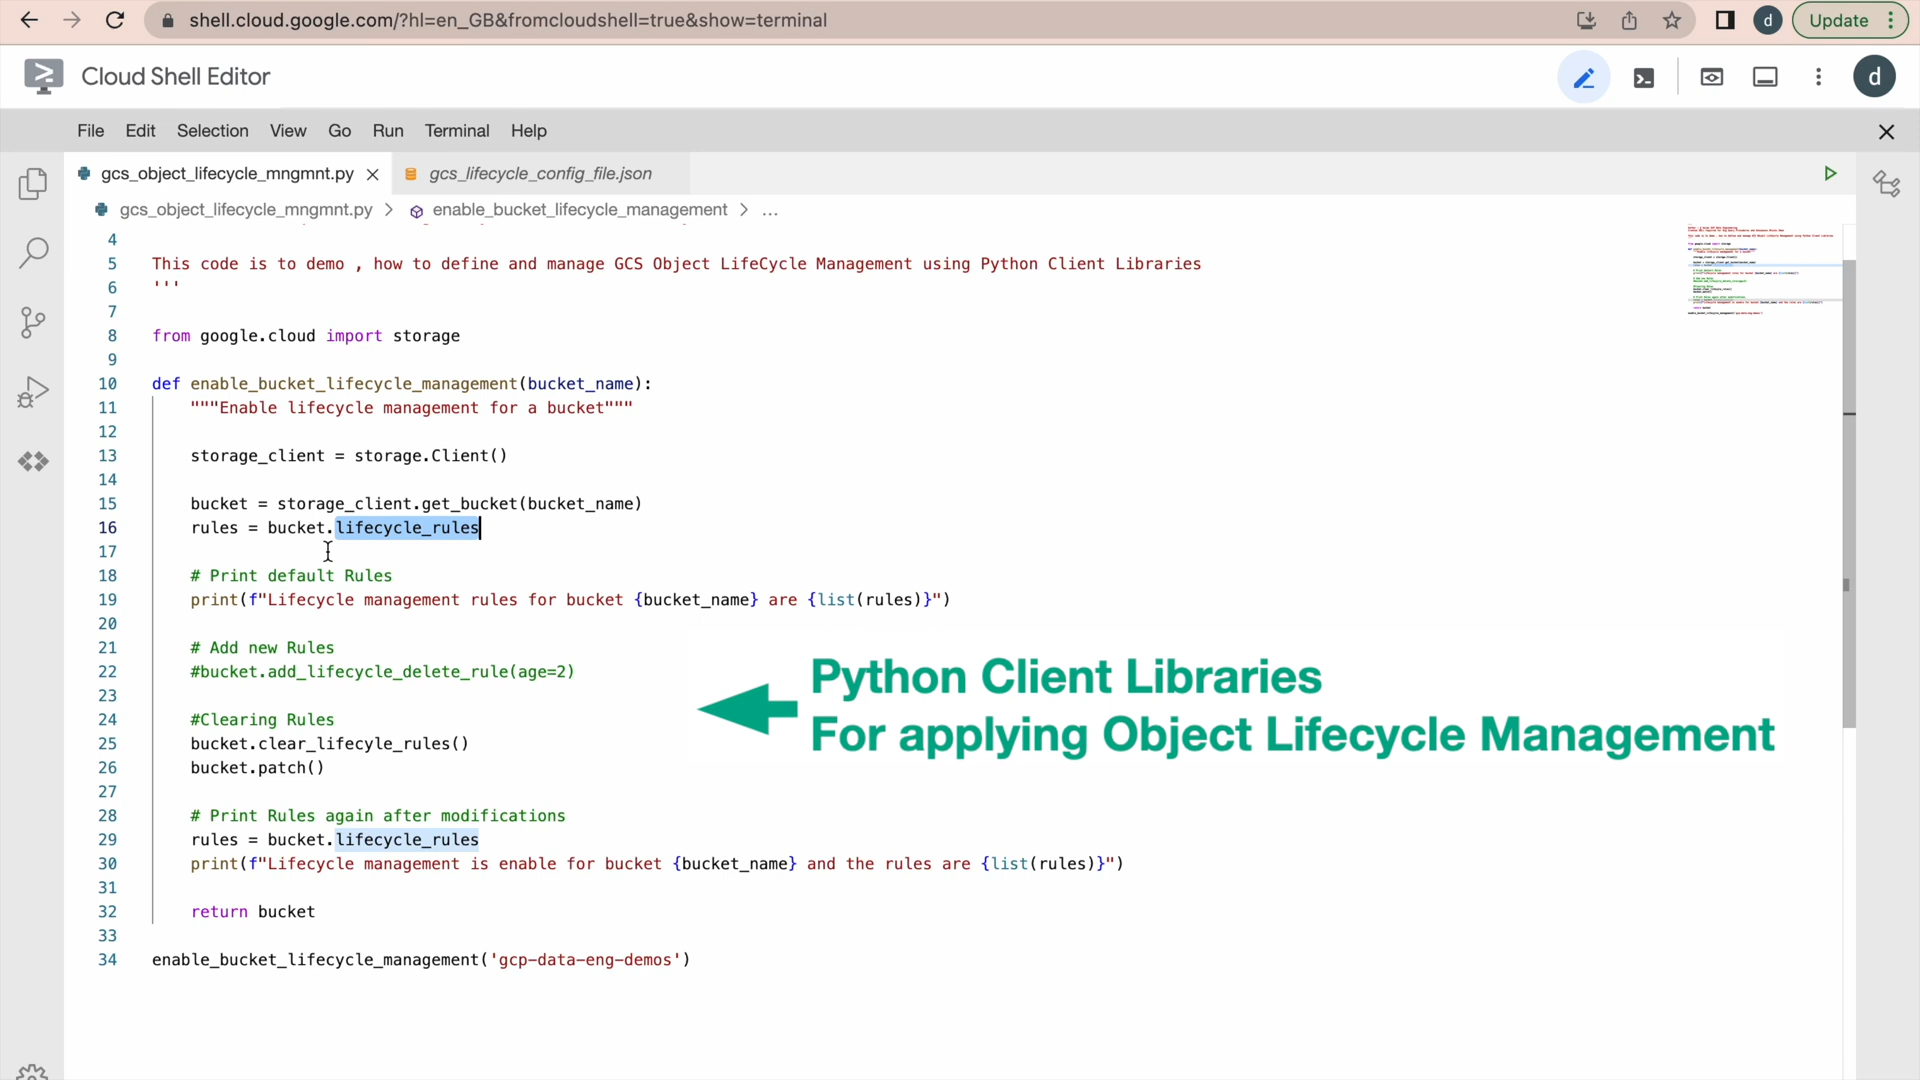 shell.cloud.google.com/?hl=en_GB&fromcloudshell=true&show=terminal
d
Update
Cloud Shell Editor
d
File Edit Selection View Go Run Terminal Help
gcs_object_lifecycle_mngmnt.py
gcs_lifecycle_config_file.json
gcs_object_lifecycle_mngmnt.py > enable_bucket_lifecycle_management > ...
4
5 This code is to demo , how to define and manage GCS Object LifeCycle Management using Python Client Libraries
6 '''
7
8 from google.cloud import storage
9
10 def enable_bucket_lifecycle_management(bucket_name):
11 """Enable lifecycle management for a bucket"""
12
13 storage_client = storage.Client()
14
15 bucket = storage_client.get_bucket(bucket_name)
16 rules = bucket.lifecycle_rules
17
18 # Print default Rules
19 print(f"Lifecycle management rules for bucket {bucket_name} are {list(rules)}")
20
21 # Add new Rules
22 #bucket.add_lifecycle_delete_rule(age=2)
23
24 #Clearing Rules
25 bucket.clear_lifecyle_rules()
26 bucket.patch()
27
28 # Print Rules again after modifications
29 rules = bucket.lifecycle_rules
30 print(f"Lifecycle management is enable for bucket {bucket_name} and the rules are {list(rules)}")
31
32 return bucket
33
34 enable_bucket_lifecycle_management('gcp-data-eng-demos')
Python Client Libraries
For applying Object Lifecycle Management